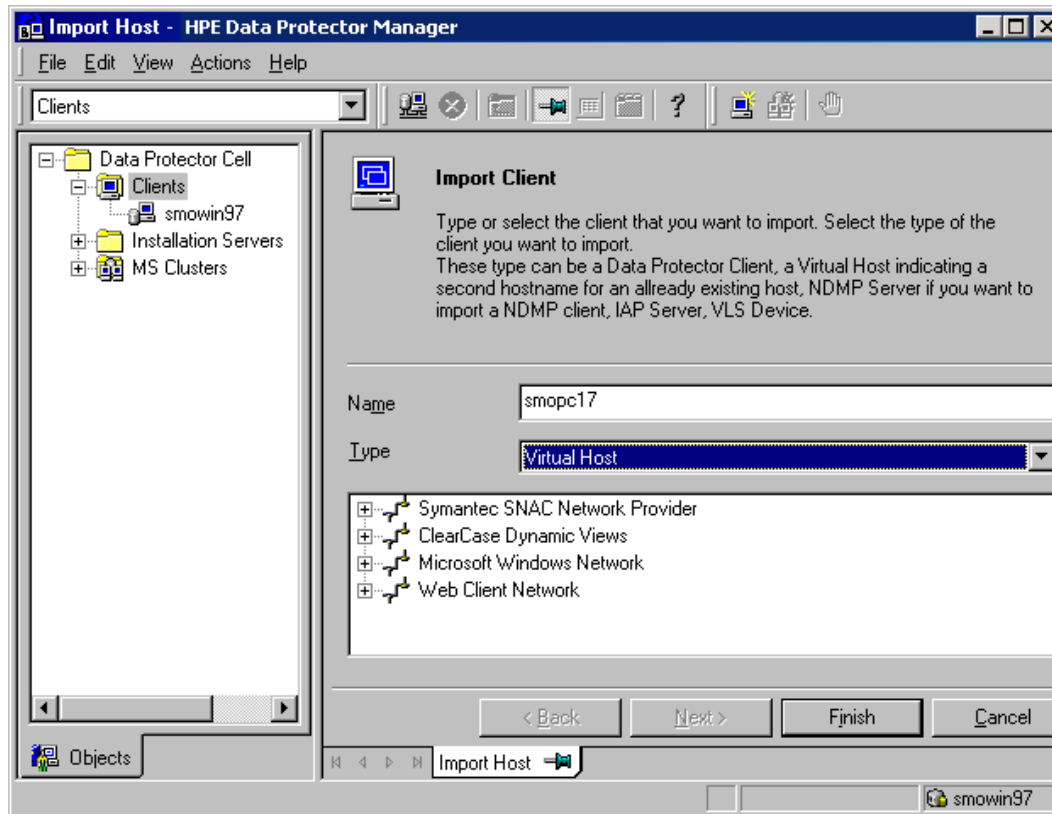 Import Host - HPE Data Protector Manager
File Edit View Actions Help
Clients
Data Protector Cell
Clients
smowin97
Installation Servers
MS Clusters
Objects
Import Client
Type or select the client that you want to import. Select the type of the
client you want to import.
These type can be a Data Protector Client, a Virtual Host indicating a
second hostname for an allready existing host, NDMP Server if you want to
import a NDMP client, IAP Server, VLS Device.
Name smopc17
Type Virtual Host
Symantec SNAC Network Provider
ClearCase Dynamic Views
Microsoft Windows Network
Web Client Network
< Back Next > Finish Cancel
Import Host
smowin97